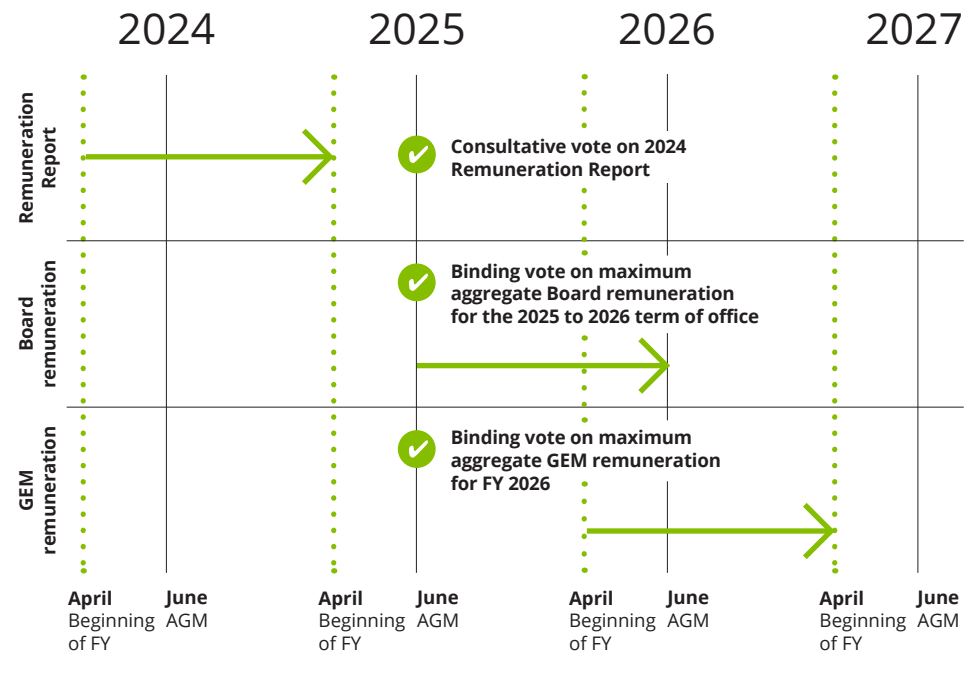 2024 2025 2026 2027
Remuneration
Report
Consultative vote on 2024
Remuneration Report
Board
remuneration
Binding vote on maximum
aggregate Board remuneration
for the 2025 to 2026 term of office
GEM
remuneration
Binding vote on maximum
aggregate GEM remuneration
for FY 2026
April June April June April June April June
Beginning AGM Beginning AGM Beginning AGM Beginning AGM
of FY of FY of FY of FY